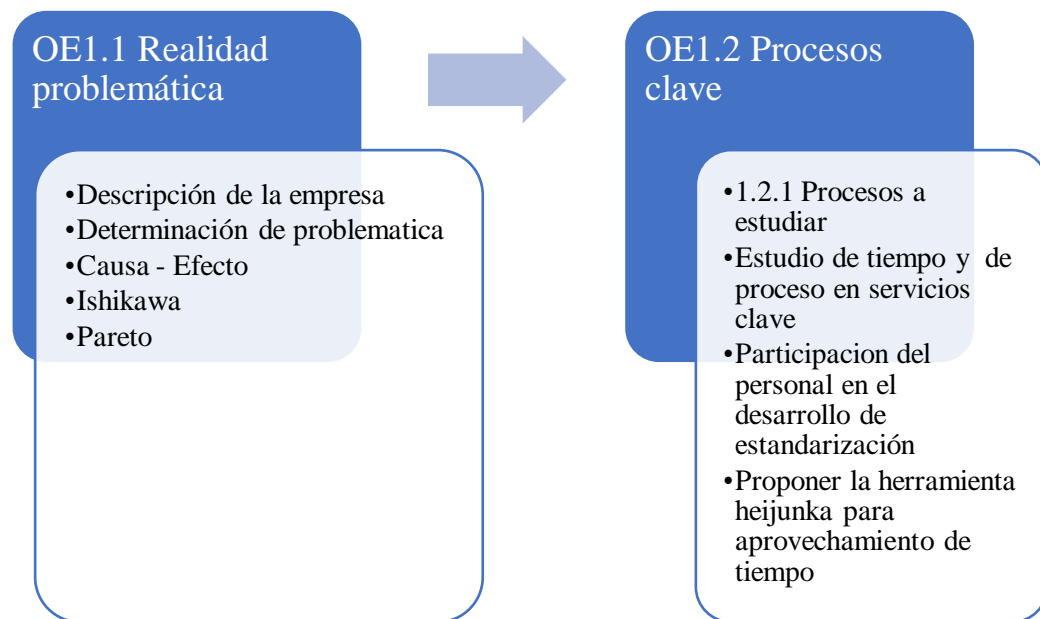 OE1.1 Realidad
problemática
•Descripción de la empresa
•Determinación de problematica
•Causa - Efecto
•Ishikawa
•Pareto
OE1.2 Procesos
clave
•1.2.1 Procesos a
estudiar
•Estudio de tiempo y de
proceso en servicios
clave
•Participacion del
personal en el
desarrollo de
estandarización
•Proponer la herramienta
heijunka para
aprovechamiento de
tiempo